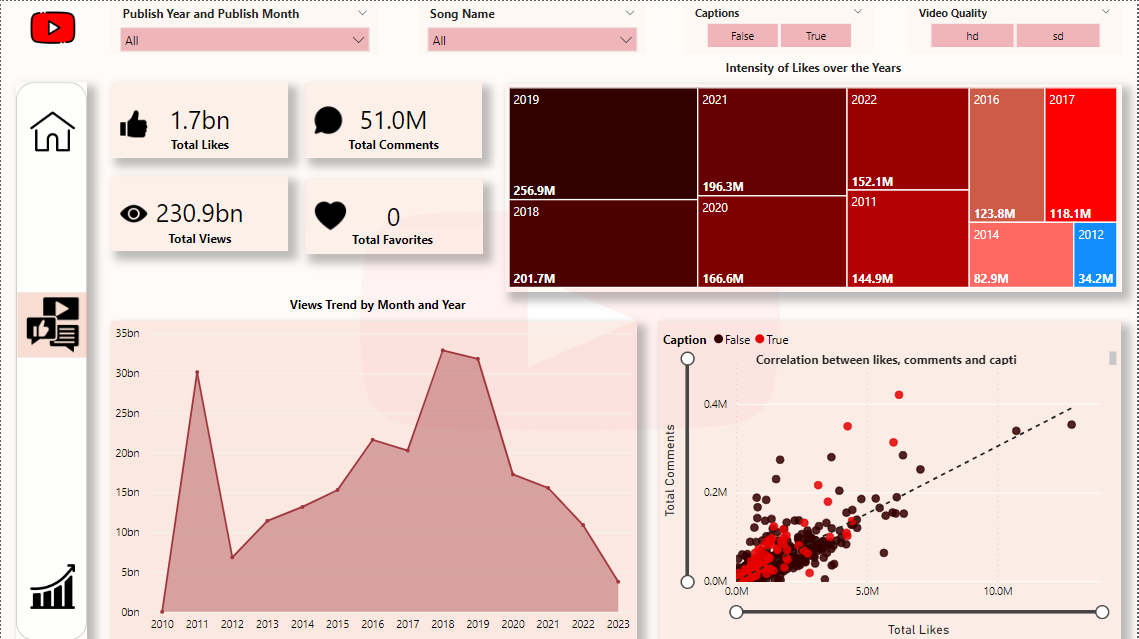 Publish Year and Publish Month
All
Song Name
All
Captions
False
True
Video Quality
hd
sd
1.7bn
Total Likes
51.0M
Total Comments
230.9bn
Total Views
0
Total Favorites
Intensity of Likes over the Years
2019
256.9M
2018
201.7M
2021
196.3M
2020
166.6M
2022
152.1M
2011
144.9M
2016
123.8M
2017
118.1M
2014
82.9M
2012
34.2M
Views Trend by Month and Year
35bn
30bn
25bn
20bn
15bn
10bn
5bn
0bn
2010 2011 2012 2013 2014 2015 2016 2017 2018 2019 2020 2021 2022 2023
Caption False True
Correlation between likes, comments and capti
Total Comments
0.4M
0.2M
0.0M
0.0M 5.0M 10.0M
Total Likes